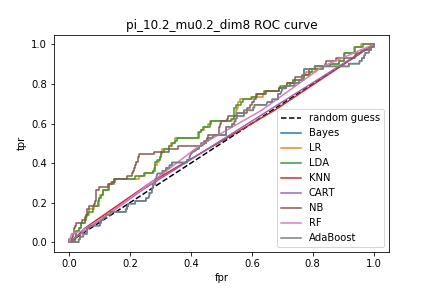 pi_10.2_mu0.2_dim8 ROC curve
1.0
0.8
0.6
0.4
0.2
0.0
tpr
random guess
Bayes
LR
LDA
KNN
CART
NB
RF
AdaBoost
0.0 0.2 0.4 0.6 0.8 1.0
fpr